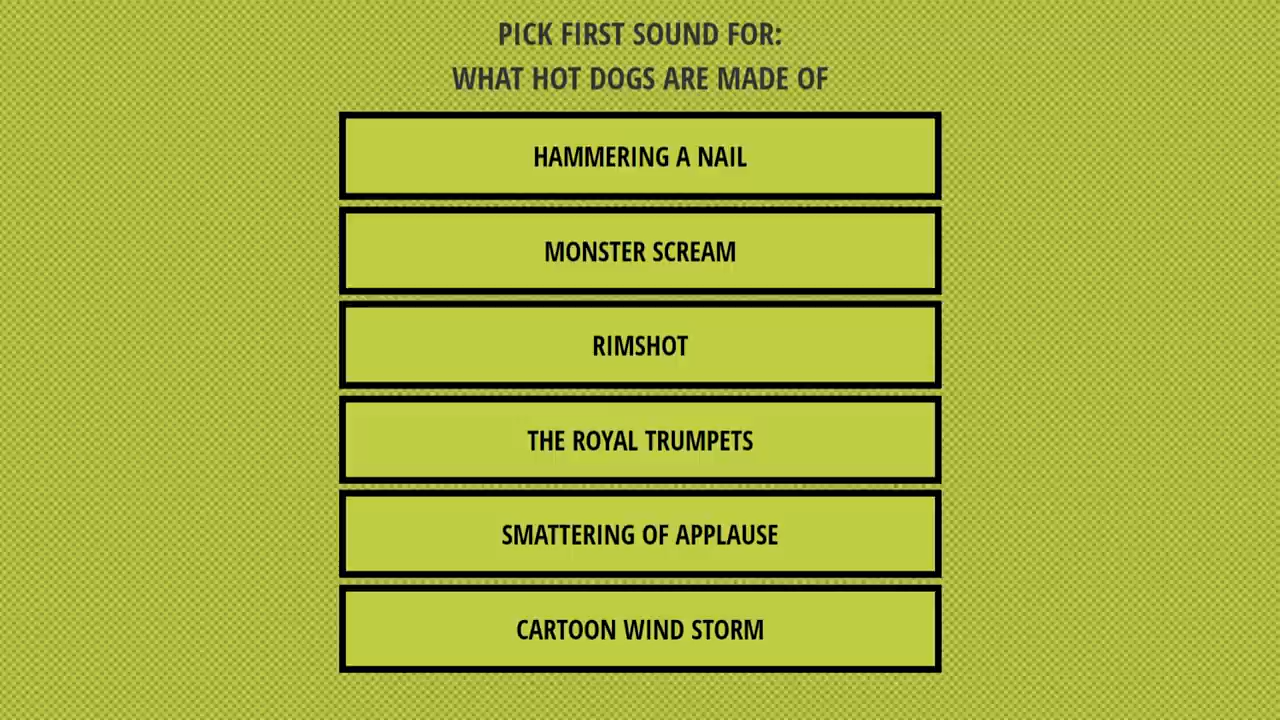 PICK FIRST SOUND FOR:
WHAT HOT DOGS ARE MADE OF
HAMMERING A NAIL
MONSTER SCREAM
RIMSHOT
THE ROYAL TRUMPETS
SMATTERING OF APPLAUSE
CARTOON WIND STORM